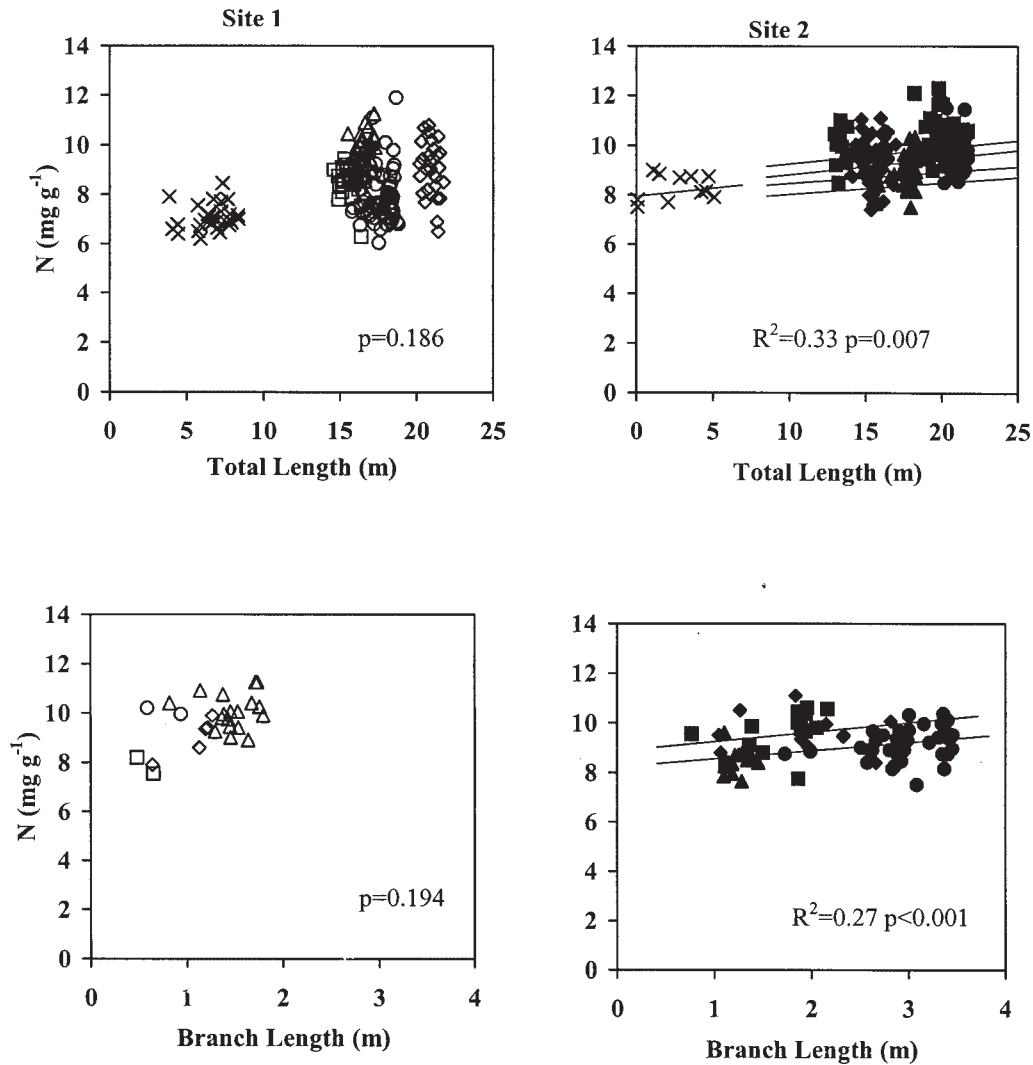 Site 1
14
12
10
8
6
4
2
0
N (mg g-1)
p=0.186
0 5 10 15 20 25
Total Length (m)
Site 2
14
12
10
8
6
4
2
0
R2=0.33 p=0.007
0 5 10 15 20 25
Total Length (m)
14
12
10
8
6
4
2
0
N (mg g-1)
p=0.194
0 1 2 3 4
Branch Length (m)
14
12
10
8
6
4
2
0
R2=0.27 p<0.001
0 1 2 3 4
Branch Length (m)